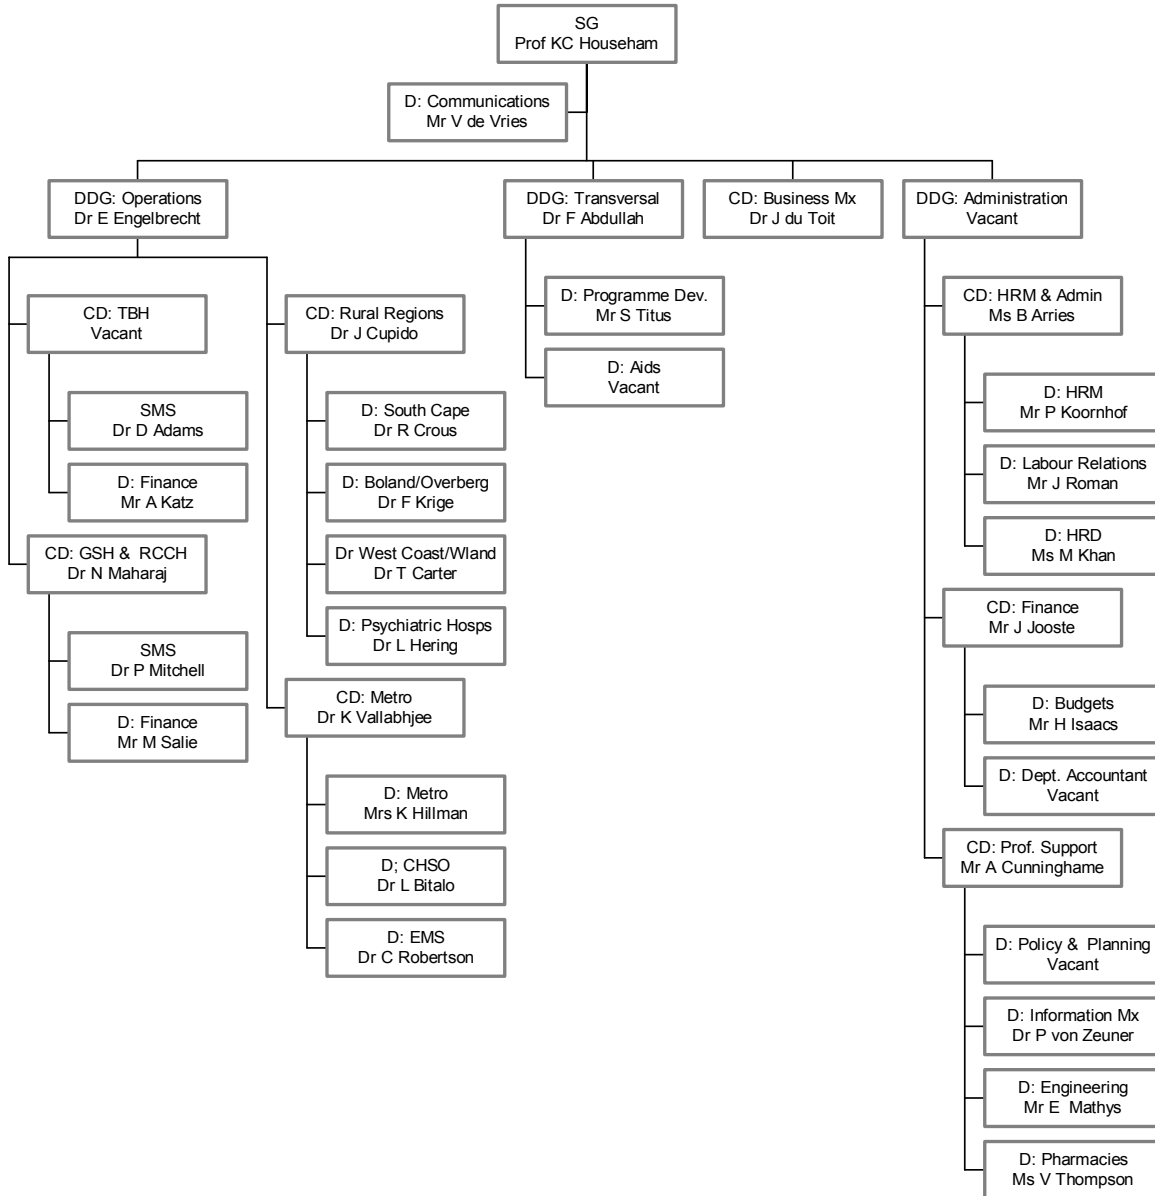 SG
Prof KC Househam
D: Communications
Mr V de Vries
DDG: Operations
Dr E Engelbrecht
DDG: Transversal
Dr F Abdullah
CD: Business Mx
Dr J du Toit
DDG: Administration
Vacant
CD: TBH
Vacant
SMS
Dr D Adams
D: Finance
Mr A Katz
CD: GSH & RCCH
Dr N Maharaj
SMS
Dr P Mitchell
D: Finance
Mr M Salie
CD: Rural Regions
Dr J Cupido
D: South Cape
Dr R Crous
D: Boland/Overberg
Dr F Krige
Dr West Coast/Wland
Dr T Carter
D: Psychiatric Hosps
Dr L Hering
CD: Metro
Dr K Vallabhjee
D: Metro
Mrs K Hillman
D; CHSO
Dr L Bitalo
D: EMS
Dr C Robertson
D: Programme Dev.
Mr S Titus
D: Aids
Vacant
CD: HRM & Admin
Ms B Arries
D: HRM
Mr P Koornhof
D: Labour Relations
Mr J Roman
D: HRD
Ms M Khan
CD: Finance
Mr J Jooste
D: Budgets
Mr H Isaacs
D: Dept. Accountant
Vacant
CD: Prof. Support
Mr A Cunninghame
D: Policy & Planning
Vacant
D: Information Mx
Dr P von Zeuner
D: Engineering
Mr E Mathys
D: Pharmacies
Ms V Thompson